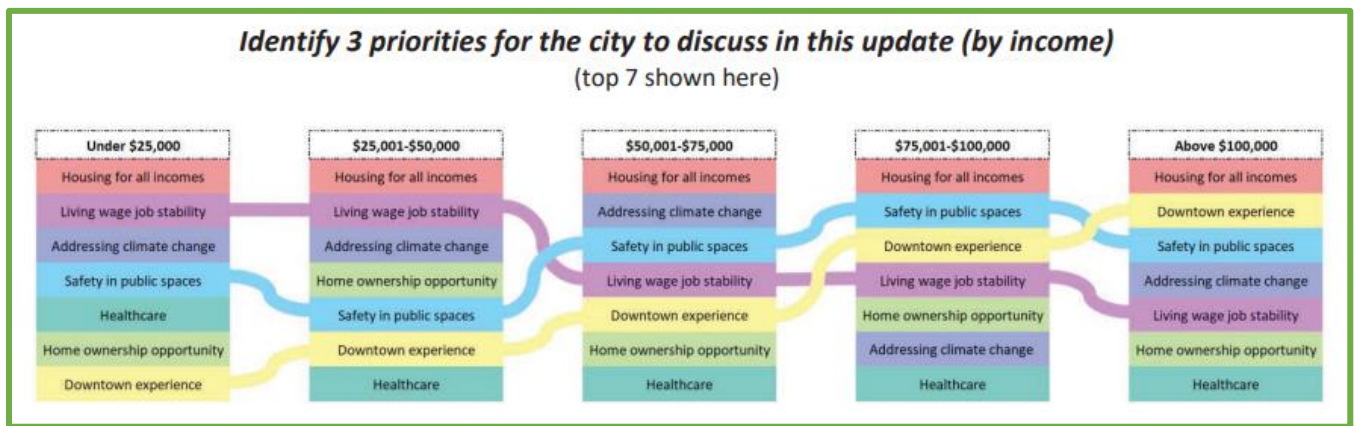 Identify 3 priorities for the city to discuss in this update (by income)
(top 7 shown here)
Under $25,000
Housing for all incomes
Living wage job stability
Addressing climate change
Safety in public spaces
Healthcare
Home ownership opportunity
Downtown experience
$25,001-$50,000
Housing for all incomes
Living wage job stability
Addressing climate change
Home ownership opportunity
Safety in public spaces
Downtown experience
Healthcare
$50,001-$75,000
Housing for all incomes
Addressing climate change
Safety in public spaces
Living wage job stability
Downtown experience
Home ownership opportunity
Healthcare
$75,001-$100,000
Housing for all incomes
Safety in public spaces
Downtown experience
Living wage job stability
Home ownership opportunity
Addressing climate change
Healthcare
Above $100,000
Housing for all incomes
Downtown experience
Safety in public spaces
Addressing climate change
Living wage job stability
Home ownership opportunity
Healthcare